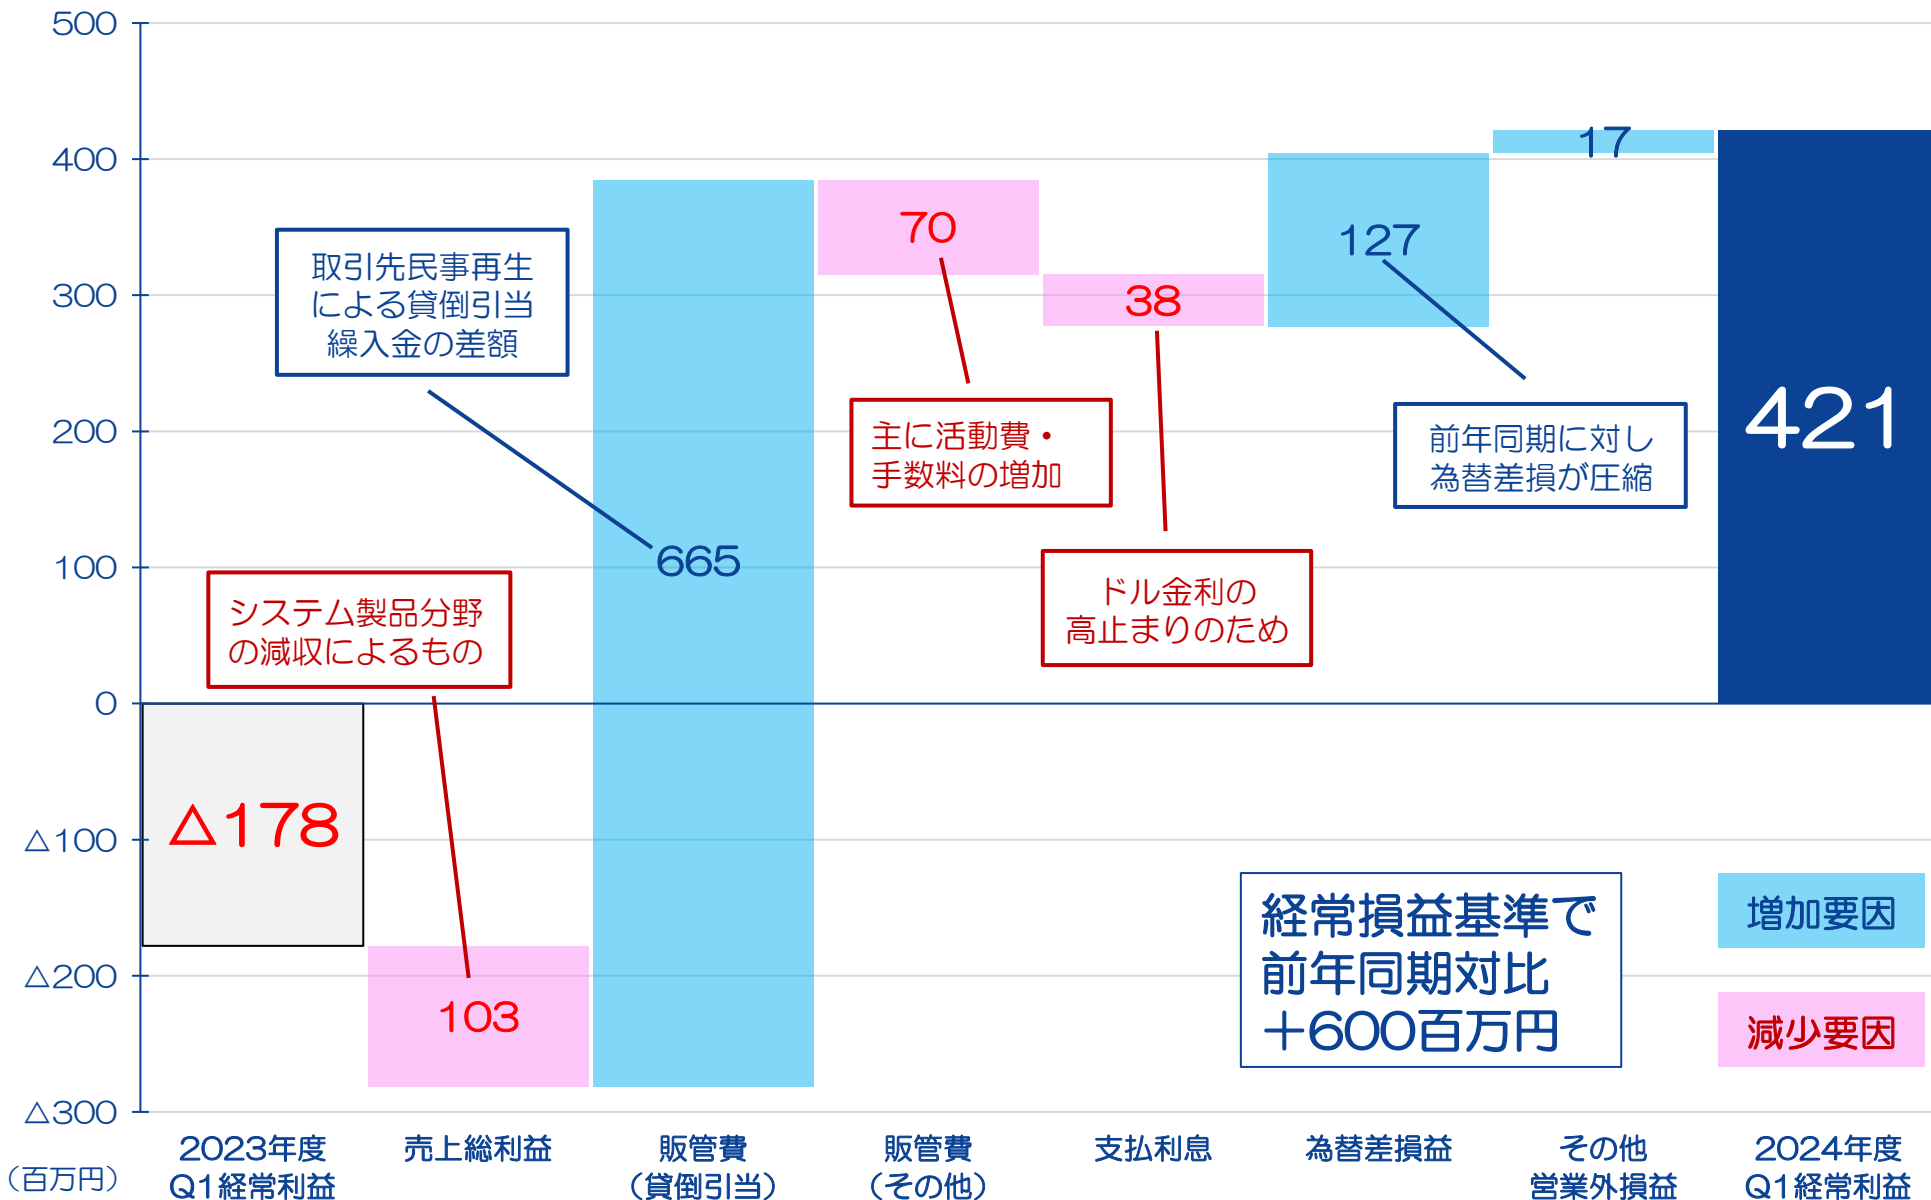 500
400
300
200
100
0
△100
△200
△300
(百万円)
取引先民事再生
による貸倒引当
繰入金の差額
システム製品分野
の減収によるもの
主に活動費・
手数料の増加
ドル金利の
高止まりのため
前年同期に対し
為替差損が圧縮
△178
103
665
70
38
127
17
421
経常損益基準で
前年同期対比
+600百万円
増加要因
減少要因
2023年度
Q1経常利益
売上総利益
販管費
(貸倒引当)
販管費
(その他)
支払利息
為替差損益
その他
営業外損益
2024年度
Q1経常利益